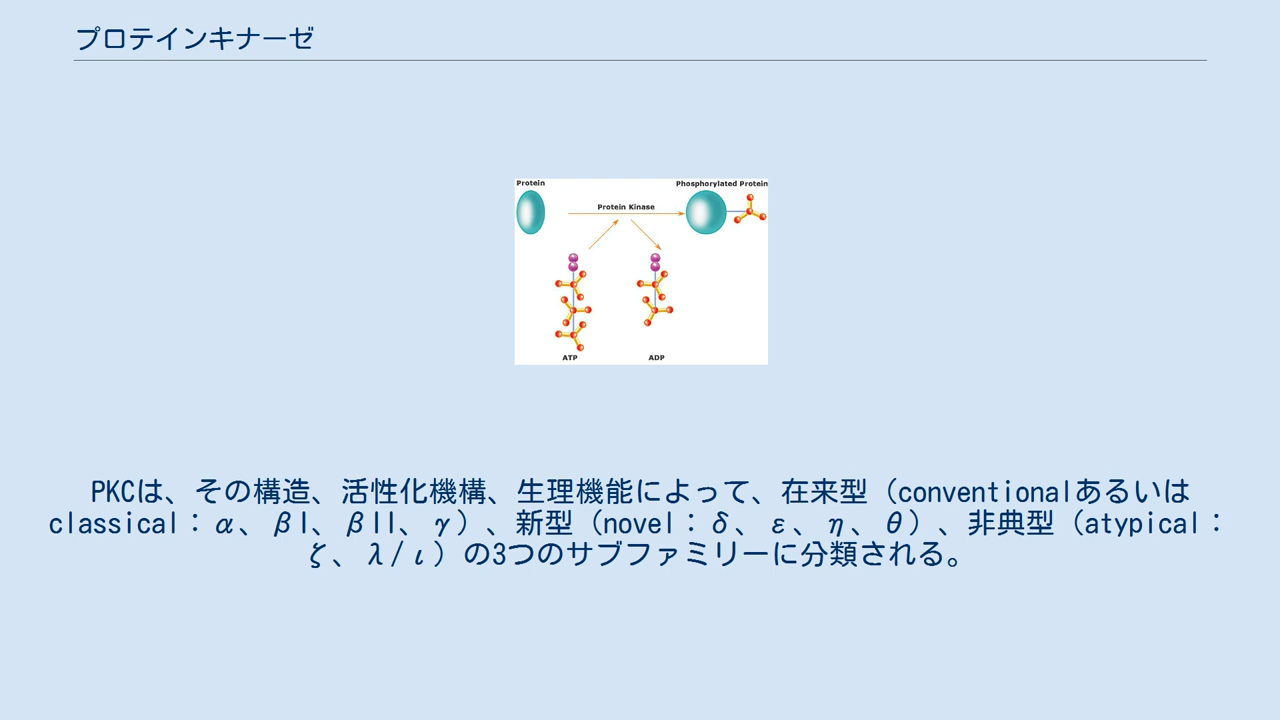 プロテインキナーゼ
Protein
Phosphorylated Protein
Protein Kinase
ATP
ADP
PKCは、その構造、活性化機構、生理機能によって、在来型（conventionalあるいは
classical：α、βI、βII、γ）、新型（novel：δ、ε、η、θ）、非典型（atypical：
ζ、λ/ι）の3つのサブファミリーに分類される。